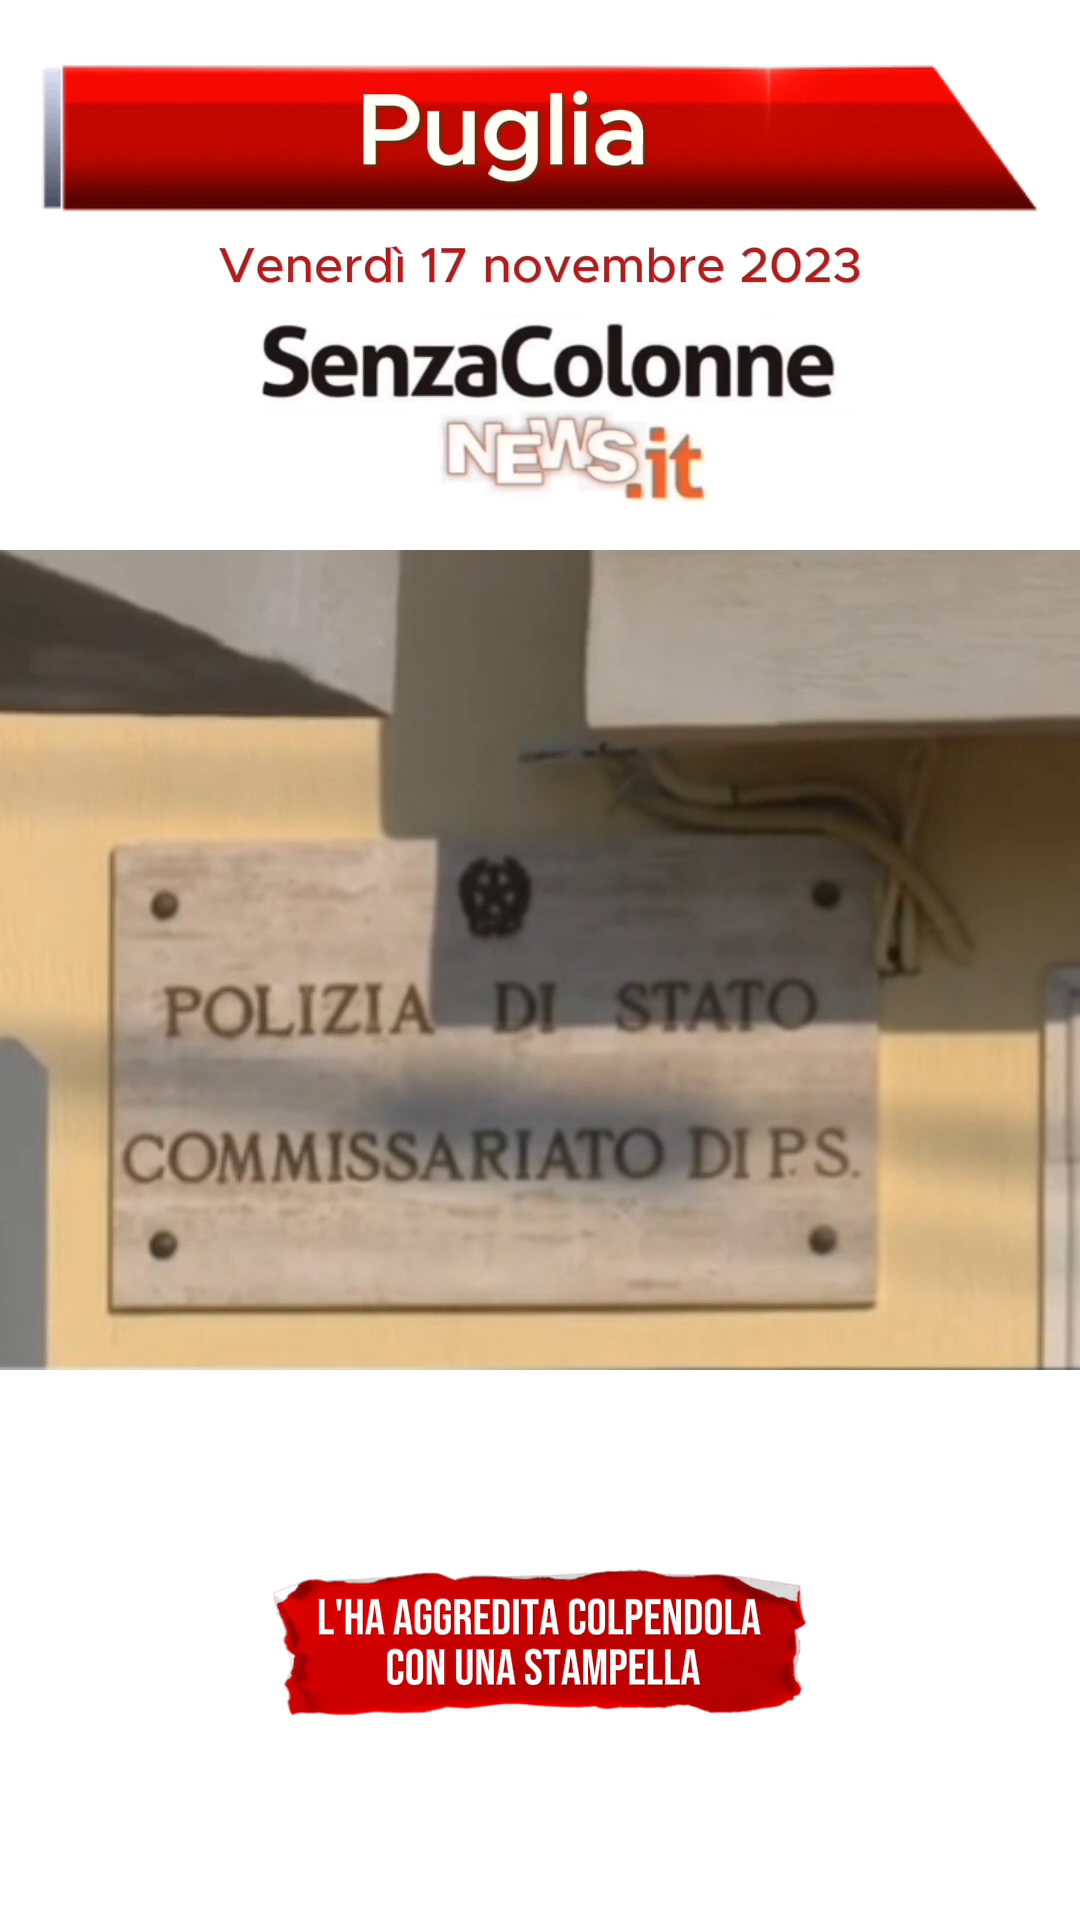 Puglia
Venerdì 17 novembre 2023
SenzaColonne
NEWS.it
POLIZIA DI STATO
COMMISSARIATO DI P.S.
L'HA AGGREDITA COLPENDOLA
CON UNA STAMPELLA